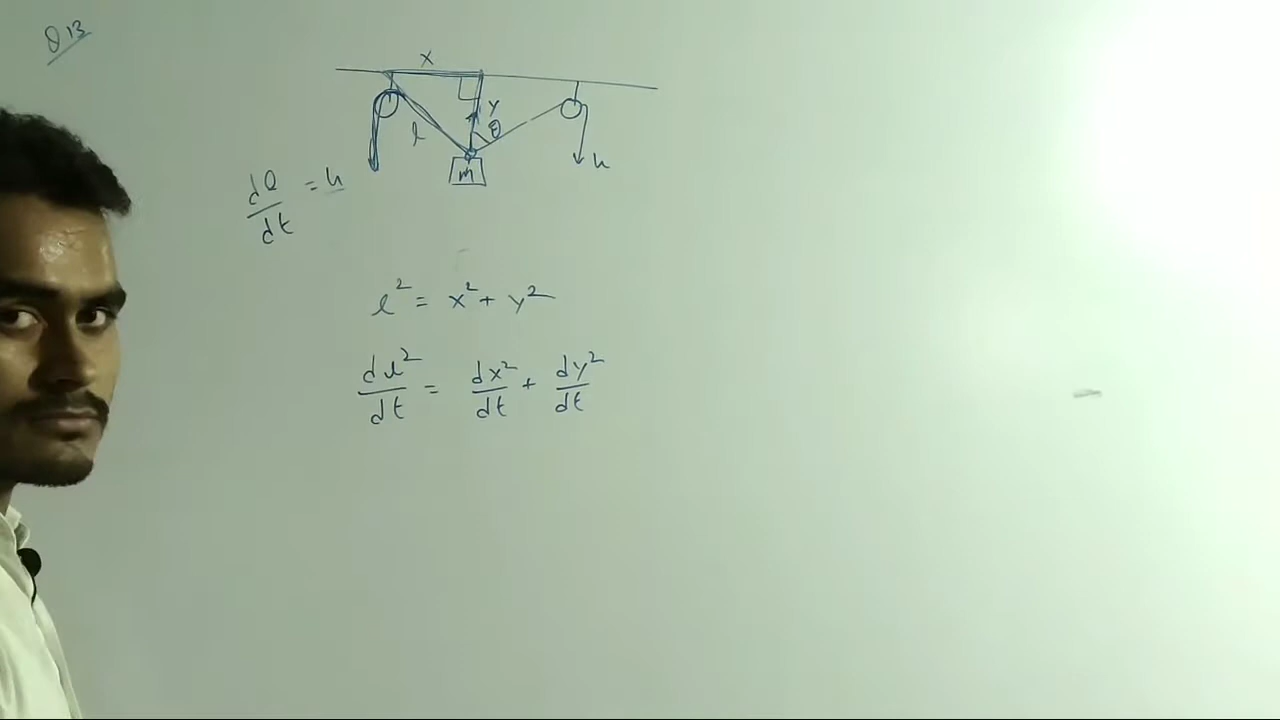 Q13
x
y
l
θ
m
u
dl/dt = u
l² = x² + y²
dl²/dt = dx²/dt + dy²/dt